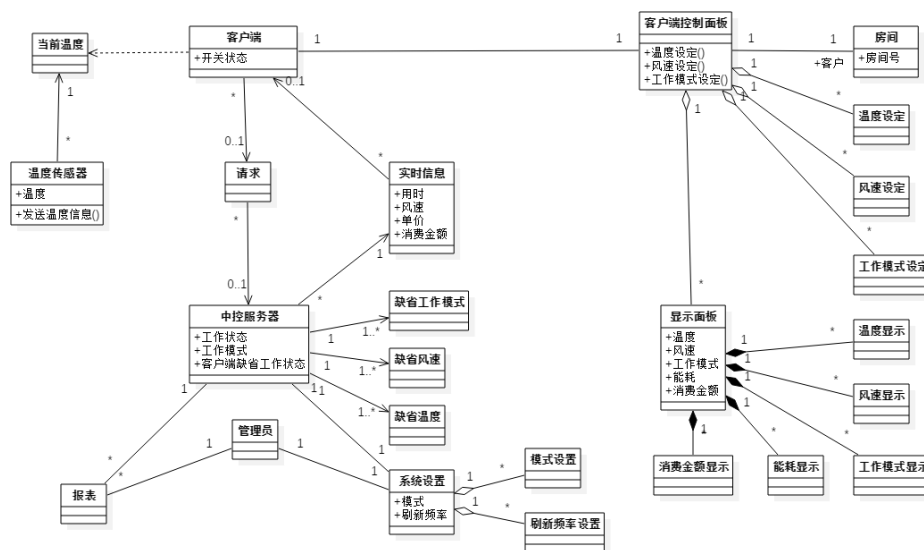 当前温度
客户端
+开关状态
1
1
客户端控制面板
+温度设定()
+风速设定()
+工作模式设定()
1
1
+客户
房间
+房间号
1
*
温度设定
1
*
风速设定
1
*
工作模式设定
1
*
1
*
温度传感器
+温度
+发送温度信息()
*
0..1
请求
*
0..1
0..1
*
实时信息
+用时
+风速
+单价
+消费金额
1
*
中控服务器
+工作状态
+工作模式
+客户端缺省工作状态
1
1..*
缺省工作模式
1
1..*
缺省风速
1
1..*
缺省温度
显示面板
+温度
+风速
+工作模式
+能耗
+消费金额
1
*
温度显示
1
*
风速显示
1
*
工作模式显示
1
*
能耗显示
1
*
消费金额显示
1
*
报表
*
1
管理员
1
1
1
1
系统设置
+模式
+刷新频率
1
*
模式设置
1
*
刷新频率设置